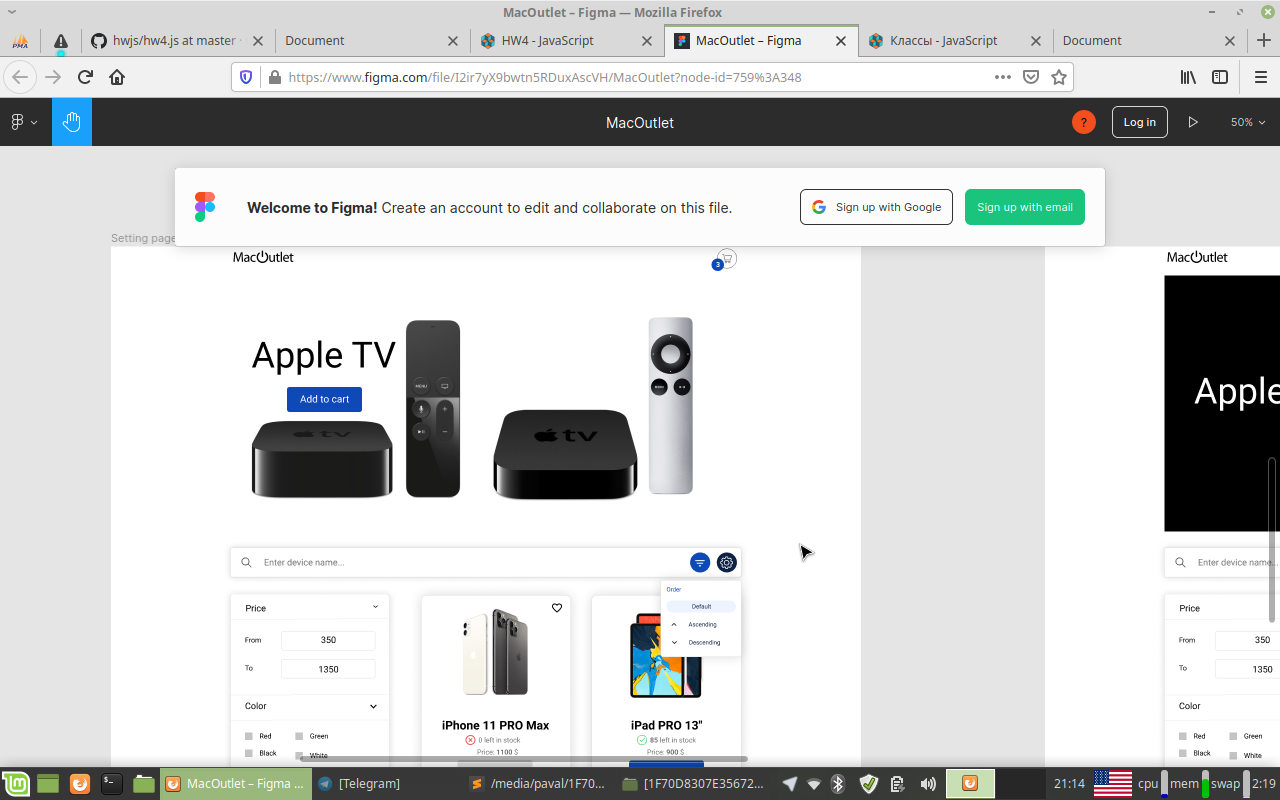 MacOutlet – Figma — Mozilla Firefox
PMA
hwjs/hw4.js at master
Document
HW4 - JavaScript
MacOutlet – Figma
Классы - JavaScript
Document
https://www.figma.com/file/I2ir7yX9bwtn5RDuxAscVH/MacOutlet?node-id=759%3A348
MacOutlet
?
Log in
50%
Welcome to Figma! Create an account to edit and collaborate on this file.
Sign up with Google
Sign up with email
Setting page
MacOutlet
3
MacOutlet
Apple TV
Add to cart
MENU
MENU
tv
tv
Apple
Enter device name...
Enter device name...
Order
Default
Ascending
Descending
Price
From
350
To
1350
Color
Red
Green
Black
White
iPhone 11 PRO Max
0 left in stock
Price: 1100 $
iPad PRO 13"
85 left in stock
Price: 900 $
Price
From
350
To
1350
Color
Red
Green
Black
White
MacOutlet – Figma ...
[Telegram]
/media/paval/1F70...
[1F70D8307E35672...
21:14
cpu
mem
swap
2:19